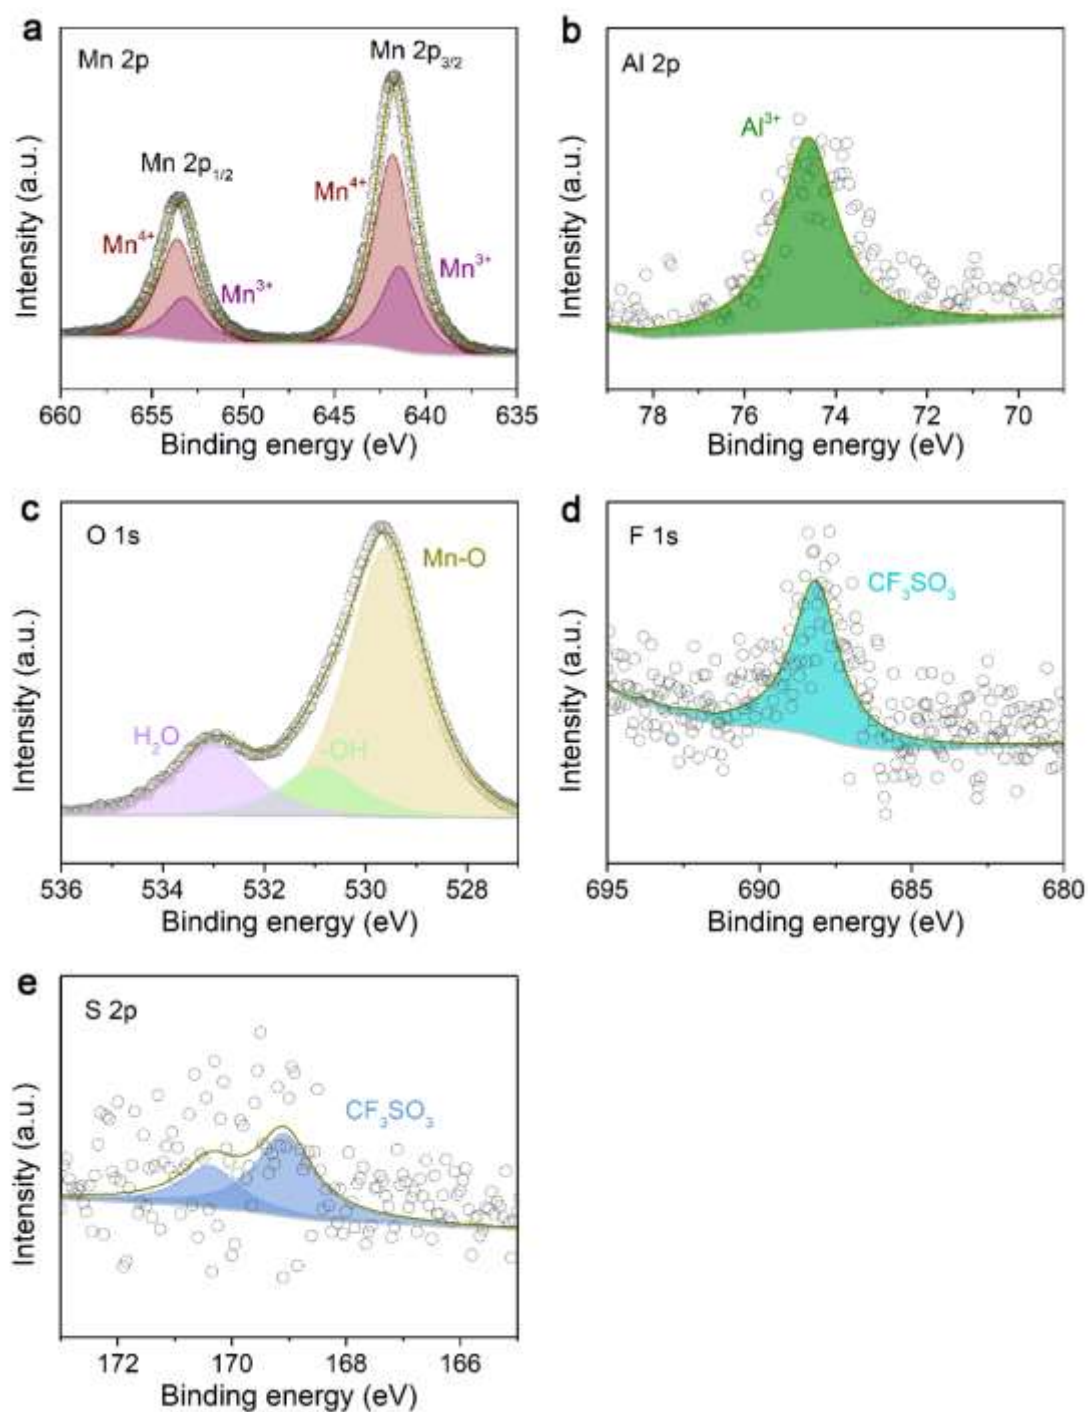 a
Mn 2p
Mn 2p3/2
Mn 2p1/2
Mn4+
Mn4+
Mn3+
Mn3+
Intensity (a.u.)
660 655 650 645 640 635
Binding energy (eV)
b
Al 2p
Al3+
Intensity (a.u.)
78 76 74 72 70
Binding energy (eV)
c
O 1s
Mn-O
H2O
-OH
Intensity (a.u.)
536 534 532 530 528
Binding energy (eV)
d
F 1s
CF3SO3
Intensity (a.u.)
695 690 685 680
Binding energy (eV)
e
S 2p
CF3SO3
Intensity (a.u.)
172 170 168 166
Binding energy (eV)